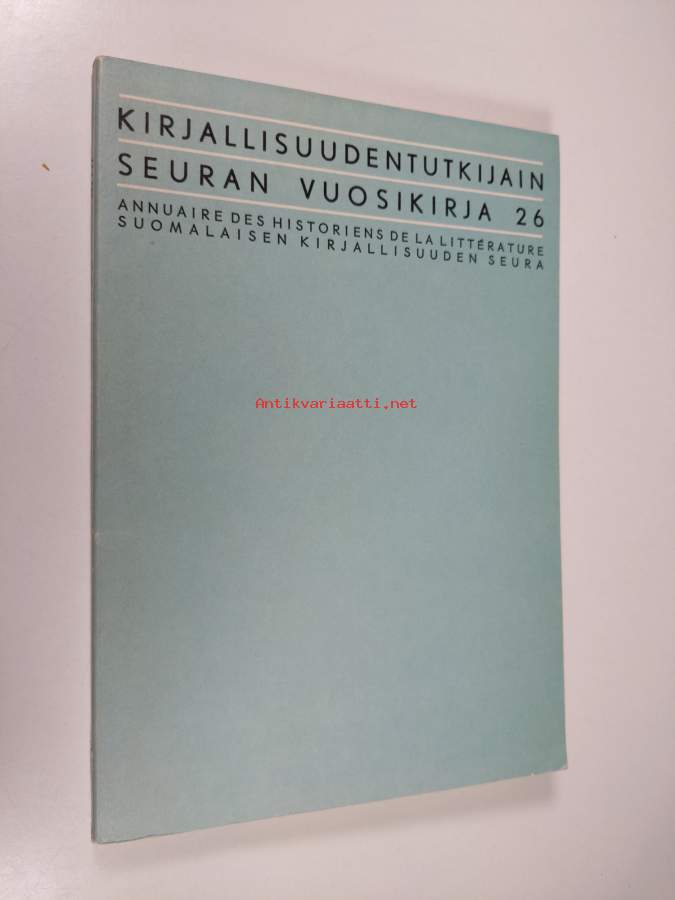 KIRJALLISUUDENTUTKIJAIN
SEURAN VUOSIKIRJA 26
ANNUAIRE DES HISTORIENS DE LA LITTÉRATURE
SUOMALAISEN KIRJALLISUUDEN SEURA
Antikvariaatti.net